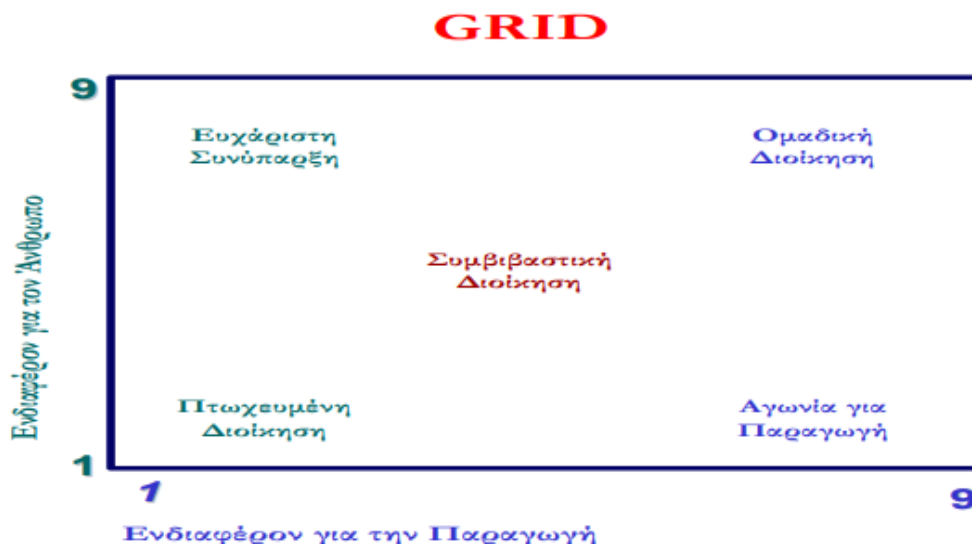 GRID
9
Ευχάριστη
Συνύπαρξη
Ομαδική
Διοίκηση
Ενδιαφέρον για τον Άνθρωπο
Συμβιβαστική
Διοίκηση
Πτωχευμένη
Διοίκηση
Αγωνία για
Παραγωγή
1
1
9
Ενδιαφέρον για την Παραγωγή